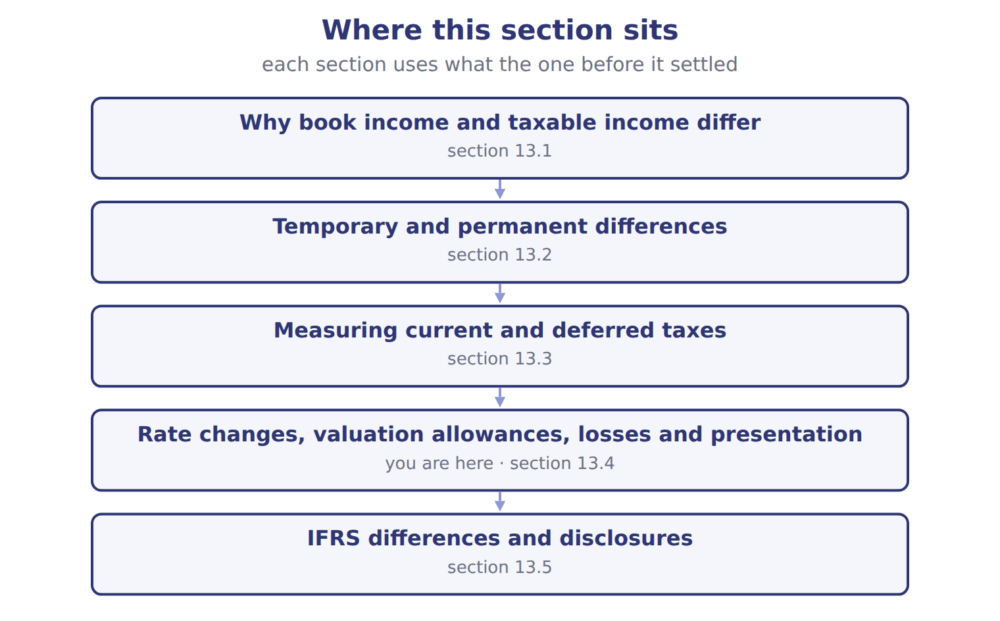 Where this section sits
each section uses what the one before it settled
Why book income and taxable income differ
section 13.1
Temporary and permanent differences
section 13.2
Measuring current and deferred taxes
section 13.3
Rate changes, valuation allowances, losses and presentation
you are here · section 13.4
IFRS differences and disclosures
section 13.5